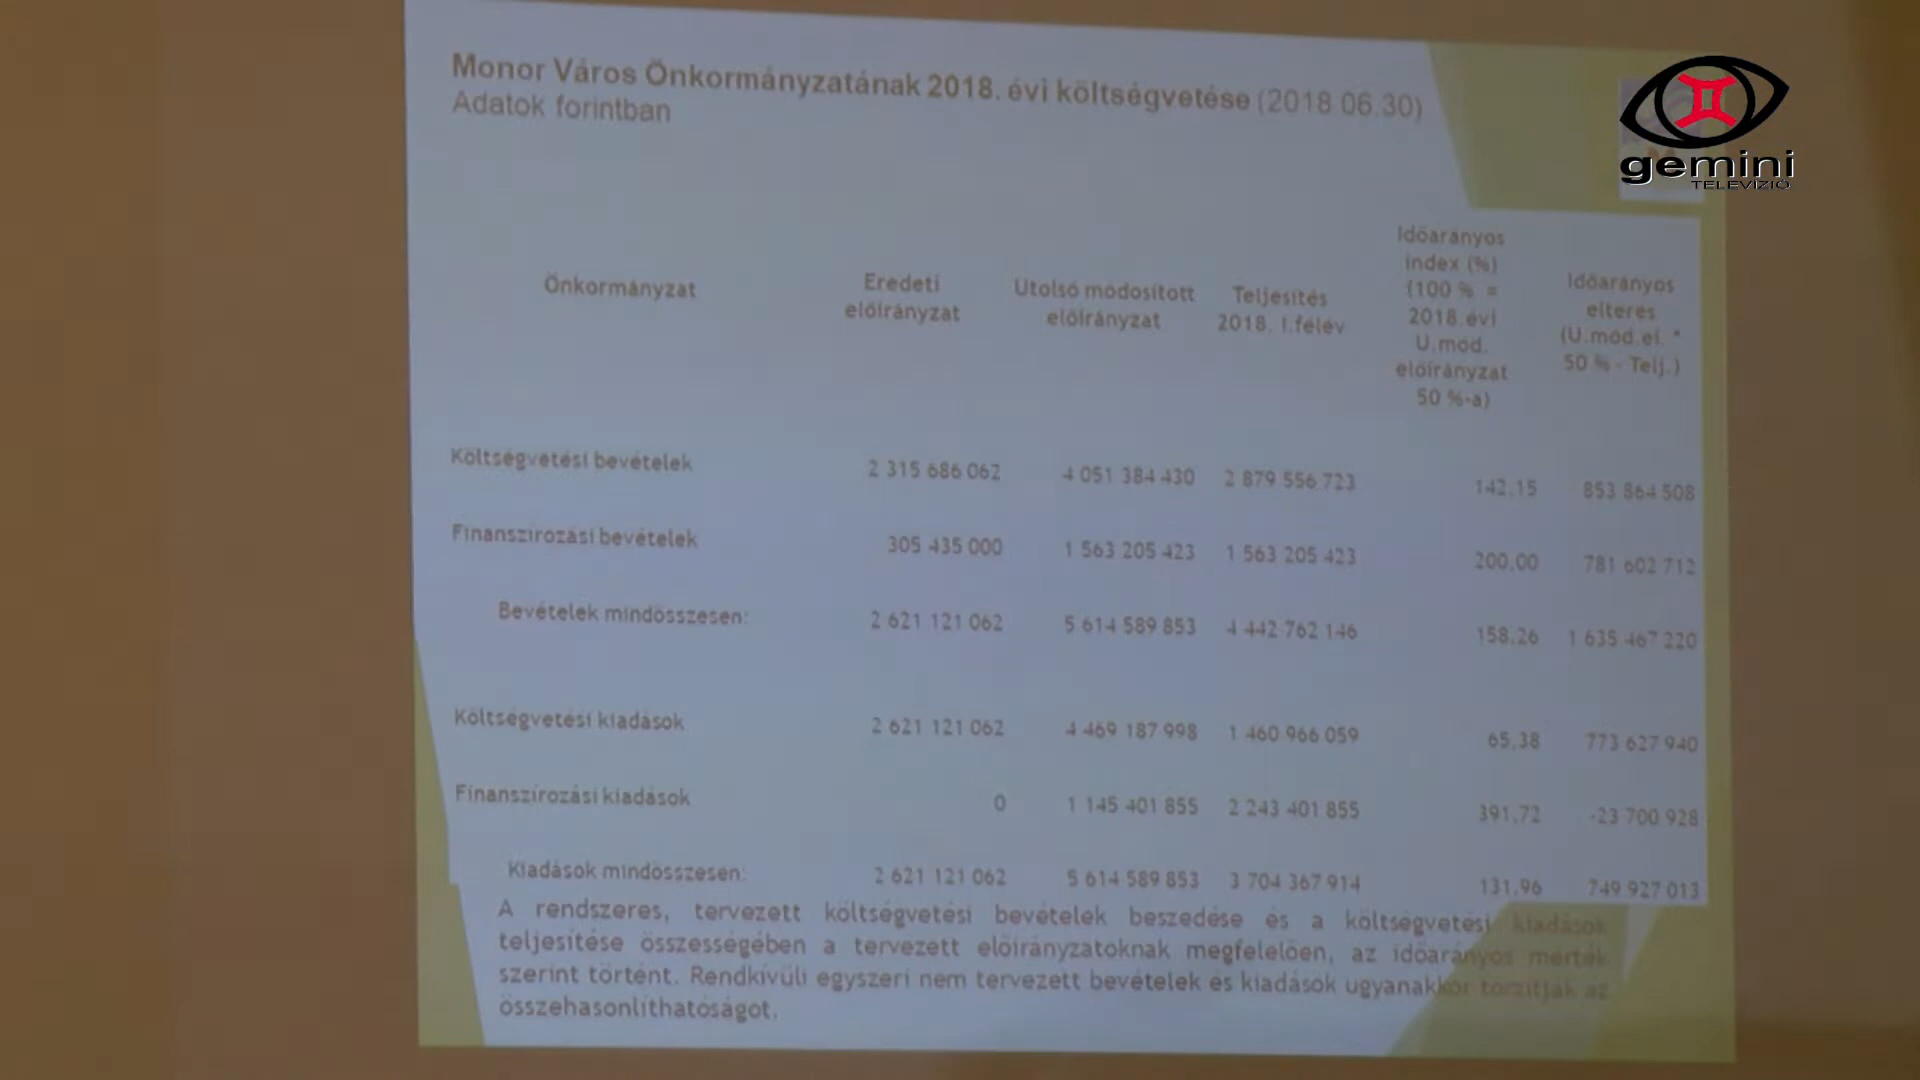 Monor Város Önkormányzatának 2018. évi költségvetése (2018.06.30)
Adatok forintban
gemini
TELEVÍZIÓ
Önkormányzat
Eredeti
előirányzat
Utolsó módosított
előirányzat
Teljesítés
2018. I.félév
Időarányos
index (%)
(100 % =
2018.évi
U.mód.
előirányzat
50 %-a)
Időarányos
elteres
(U.mód.ei. *
50 % - Telj.)
Költségvetési bevételek 2 315 686 062 4 051 384 430 2 879 556 723 142,15 853 864 508
Finanszírozási bevételek 305 435 000 1 563 205 423 1 563 205 423 200,00 781 602 712
Bevételek mindösszesen: 2 621 121 062 5 614 589 853 4 442 762 146 158,26 1 635 467 220
Költségvetési kiadások 2 621 121 062 4 469 187 998 1 460 966 059 65,38 773 627 940
Finanszírozási kiadások 0 1 145 401 855 2 243 401 855 391,72 -23 700 928
Kiadások mindösszesen: 2 621 121 062 5 614 589 853 3 704 367 914 131,96 749 927 013
A rendszeres, tervezett költségvetési bevételek beszedése és a költségvetési kiadások
teljesítése összességében a tervezett előirányzatoknak megfelelően, az időarányos mérték
szerint történt. Rendkívüli egyszeri nem tervezett bevételek és kiadások ugyanakkor torzítják az
összehasonlíthatóságot.